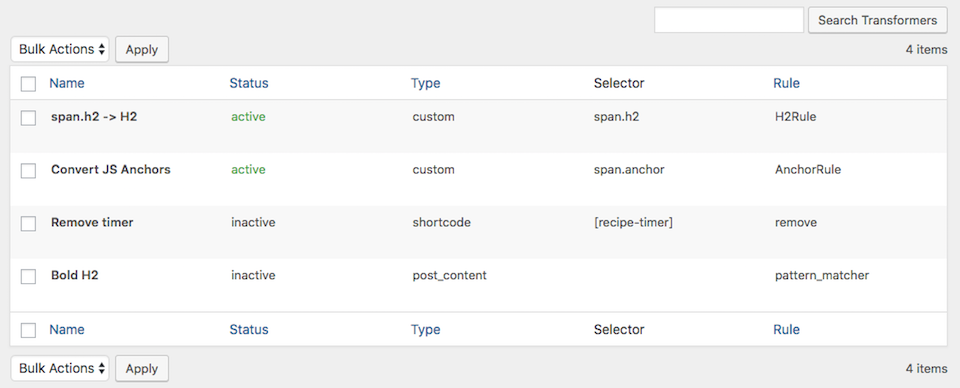 Search Transformers
Bulk Actions Apply 4 items
Name Status Type Selector Rule
span.h2 -> H2 active custom span.h2 H2Rule
Convert JS Anchors active custom span.anchor AnchorRule
Remove timer inactive shortcode [recipe-timer] remove
Bold H2 inactive post_content pattern_matcher
Name Status Type Selector Rule
Bulk Actions Apply 4 items